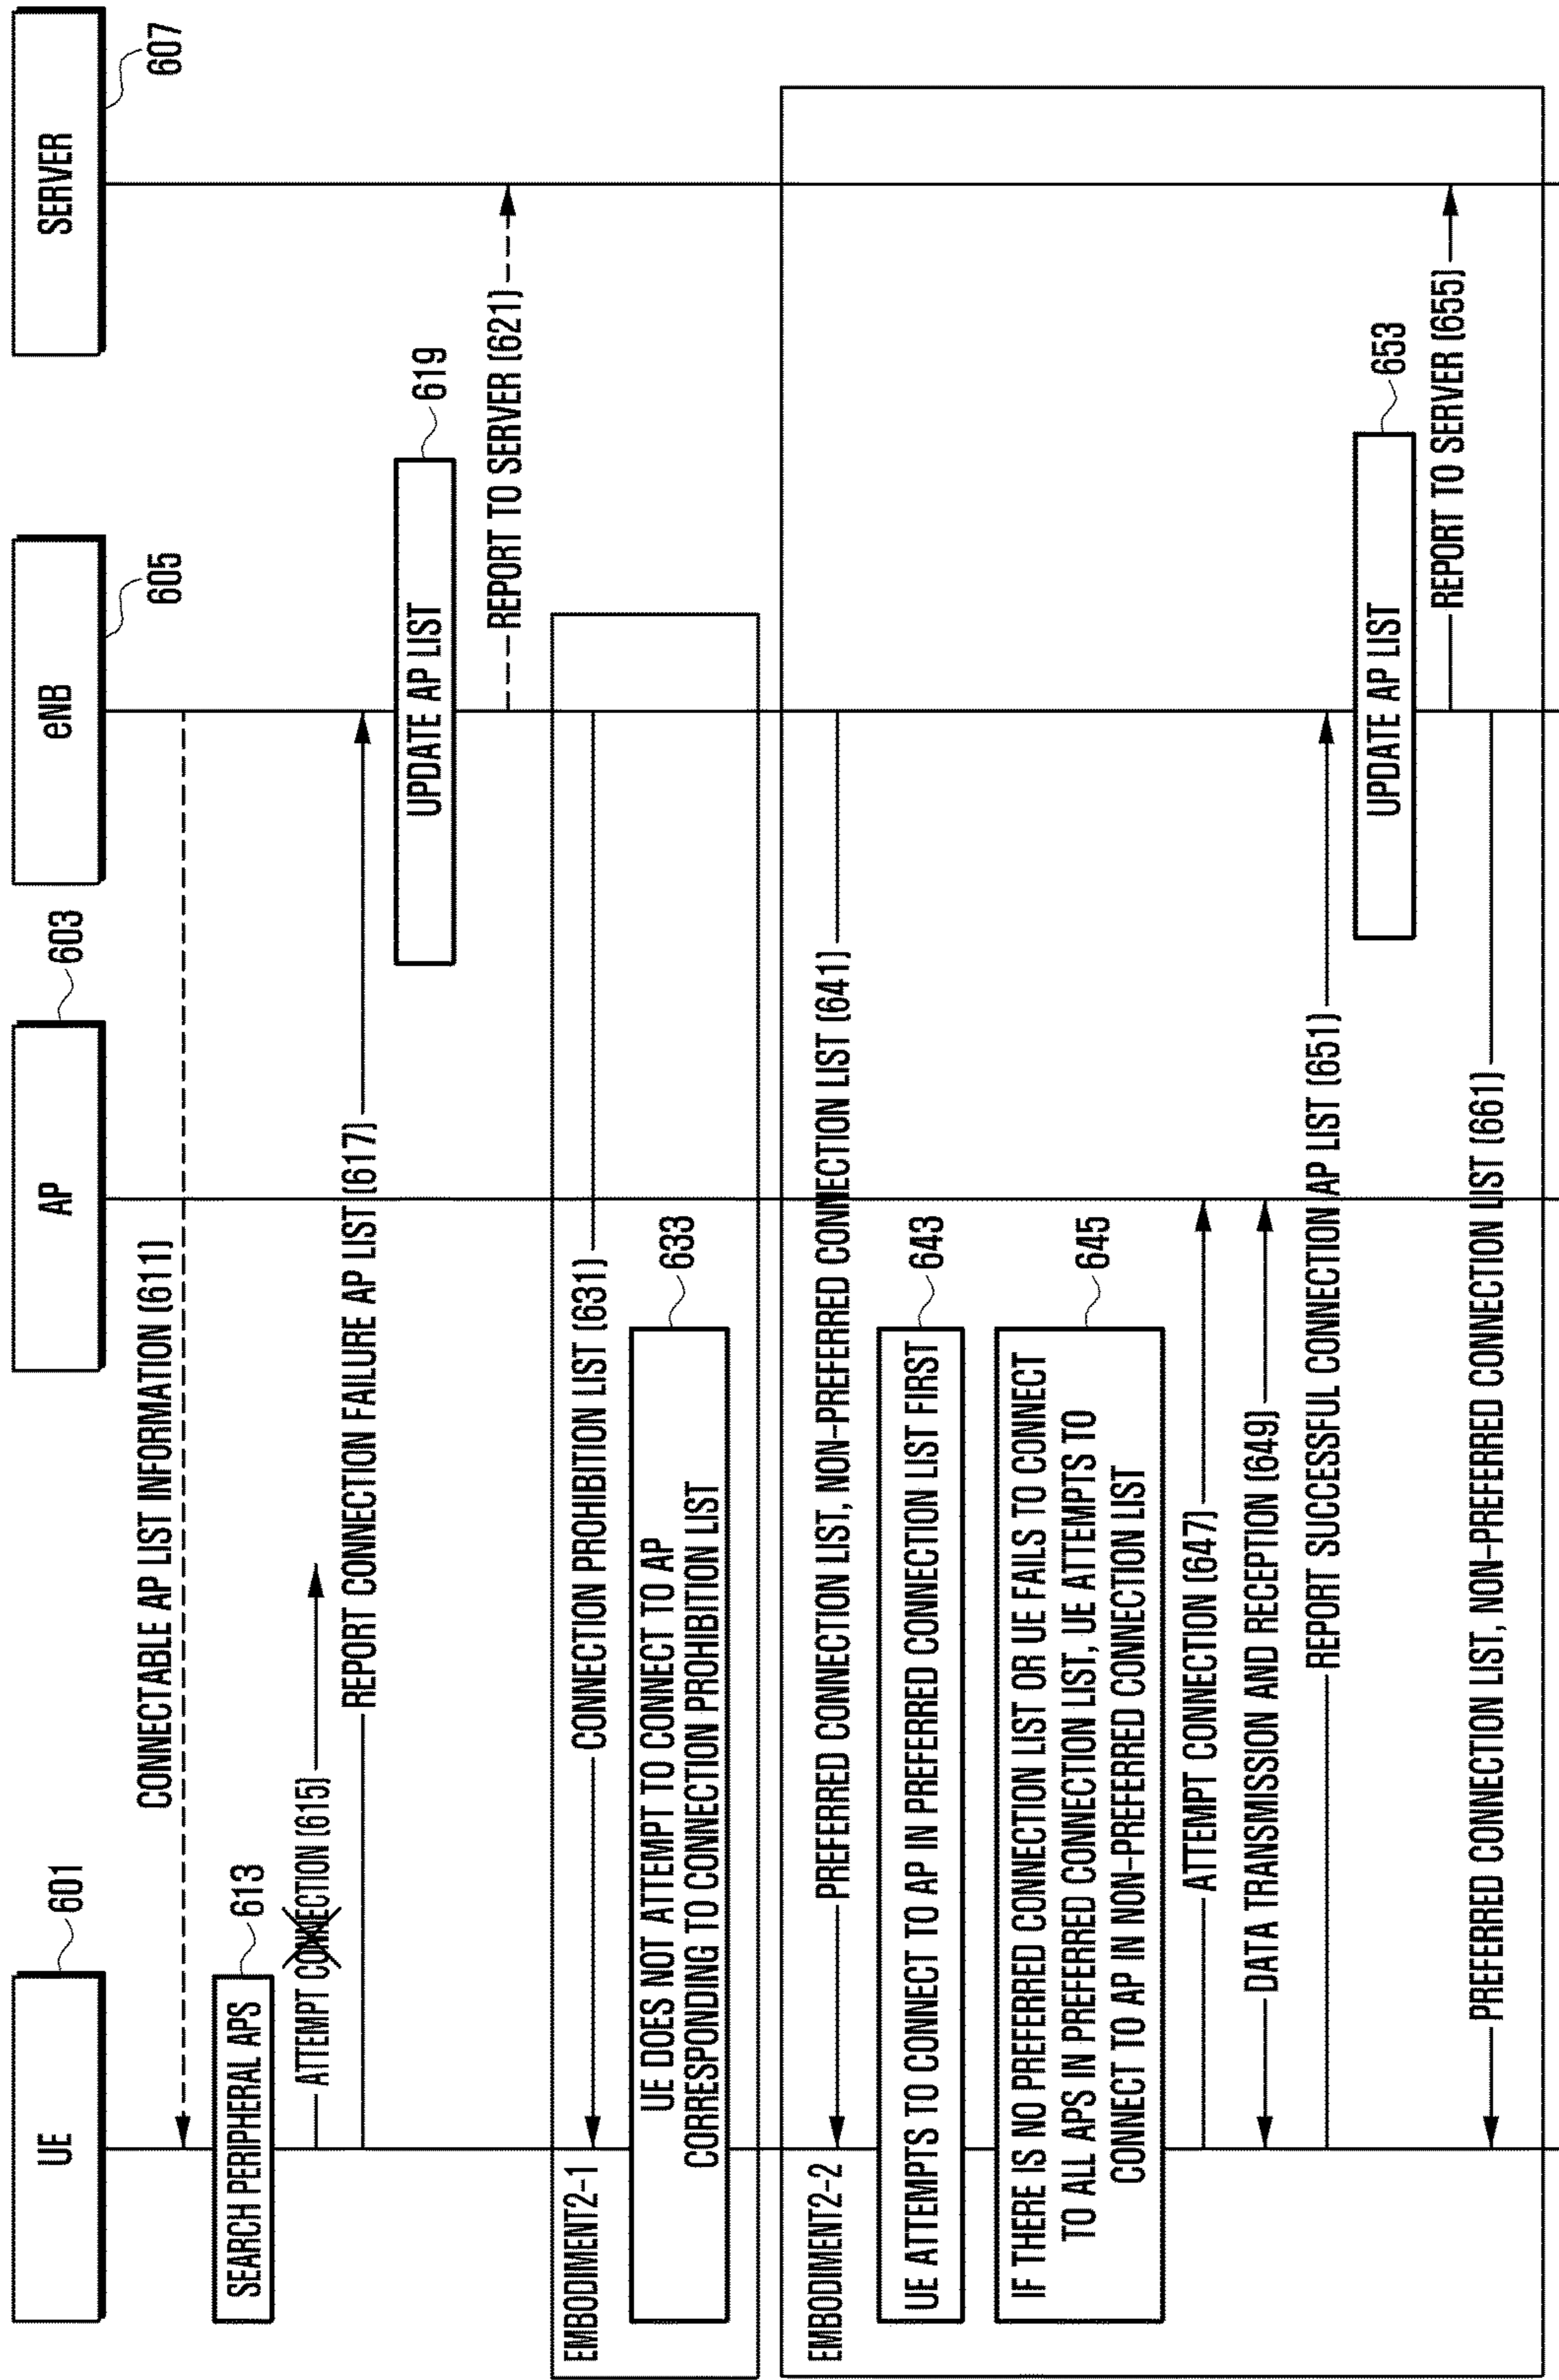 UE
601
AP
603
eNB
605
SERVER
607
CONNECTABLE AP LIST INFORMATION (611)
SEARCH PERIPHERAL APS
613
ATTEMPT CONNECTION (615)
REPORT CONNECTION FAILURE AP LIST (617)
UPDATE AP LIST
619
REPORT TO SERVER (621)
EMBODIMENT2-1
CONNECTION PROHIBITION LIST (631)
UE DOES NOT ATTEMPT TO CONNECT TO AP
CORRESPONDING TO CONNECTION PROHIBITION LIST
633
EMBODIMENT2-2
PREFERRED CONNECTION LIST, NON-PREFERRED CONNECTION LIST (641)
UE ATTEMPTS TO CONNECT TO AP IN PREFERRED CONNECTION LIST FIRST
643
IF THERE IS NO PREFERRED CONNECTION LIST OR UE FAILS TO CONNECT
TO ALL APS IN PREFERRED CONNECTION LIST, UE ATTEMPTS TO
CONNECT TO AP IN NON-PREFERRED CONNECTION LIST
645
ATTEMPT CONNECTION (647)
DATA TRANSMISSION AND RECEPTION (649)
REPORT SUCCESSFUL CONNECTION AP LIST (651)
UPDATE AP LIST
653
REPORT TO SERVER (655)
PREFERRED CONNECTION LIST, NON-PREFERRED CONNECTION LIST (661)